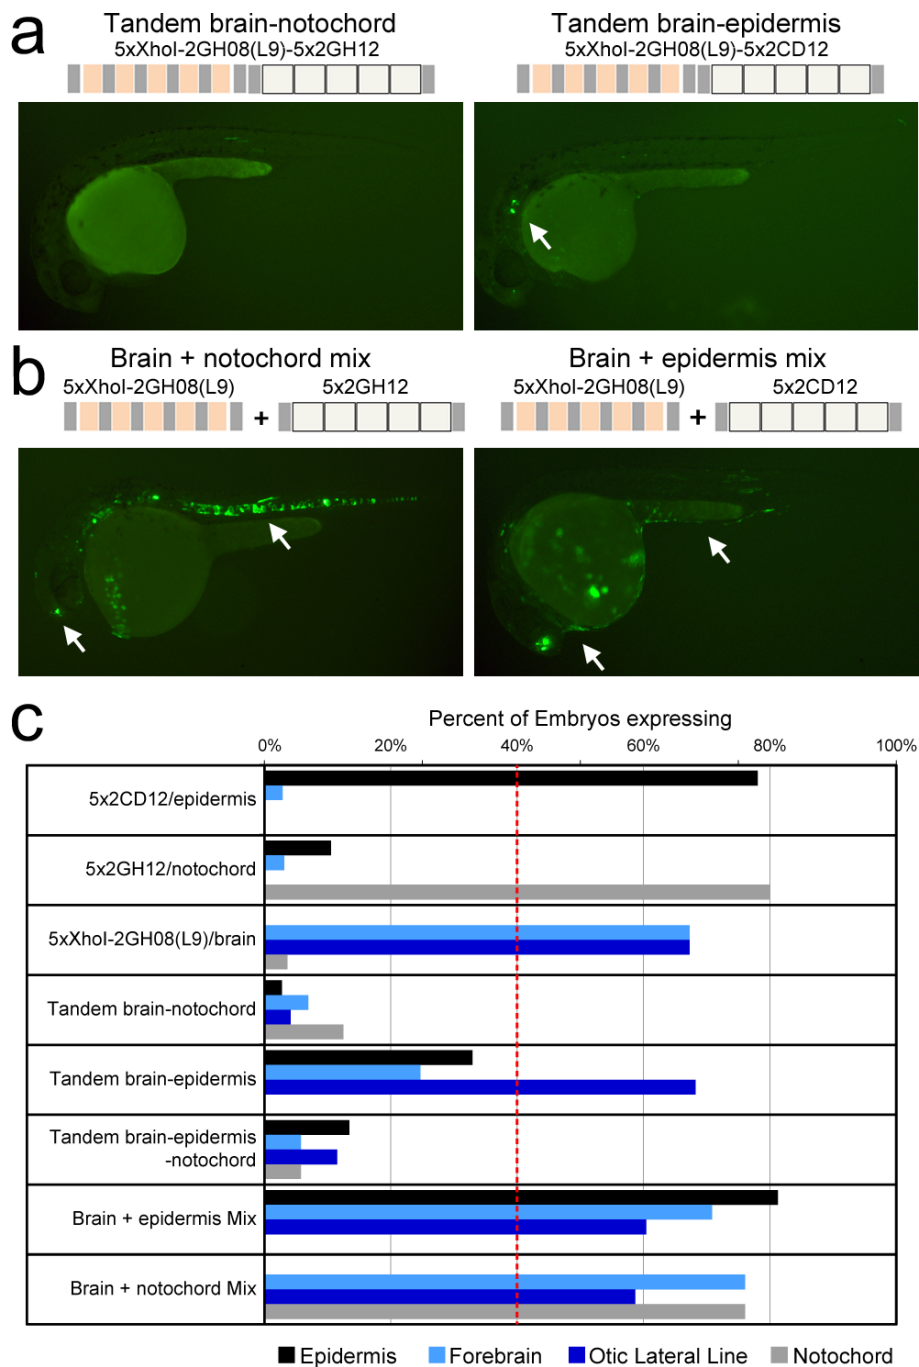 a
Tandem brain-notochord
5xXhoI-2GH08(L9)-5x2GH12
Tandem brain-epidermis
5xXhoI-2GH08(L9)-5x2CD12
b
Brain + notochord mix
5xXhoI-2GH08(L9)
+
5x2GH12
Brain + epidermis mix
5xXhoI-2GH08(L9)
+
5x2CD12
c
Percent of Embryos expressing
0% 20% 40% 60% 80% 100%
5x2CD12/epidermis
5x2GH12/notochord
5xXhoI-2GH08(L9)/brain
Tandem brain-notochord
Tandem brain-epidermis
Tandem brain-epidermis
-notochord
Brain + epidermis Mix
Brain + notochord Mix
Epidermis Forebrain Otic Lateral Line Notochord